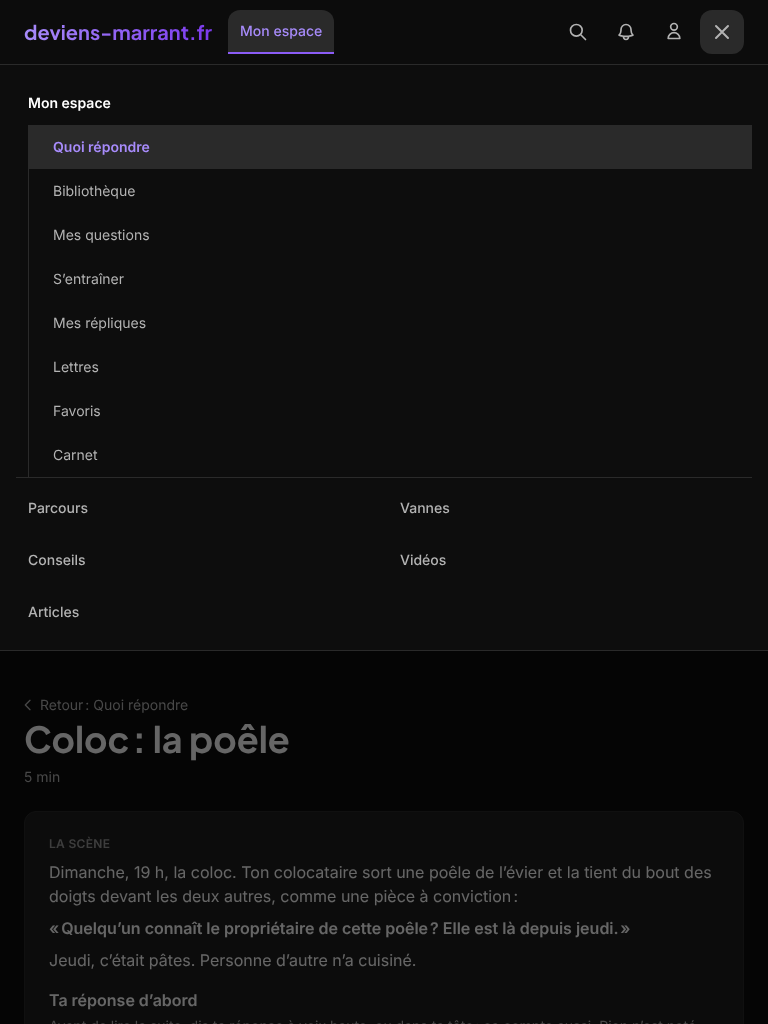 deviens-marrant.fr
Mon espace
Mon espace
Quoi répondre
Bibliothèque
Mes questions
S’entraîner
Mes répliques
Lettres
Favoris
Carnet
Parcours
Vannes
Conseils
Vidéos
Articles
Retour : Quoi répondre
Coloc : la poêle
5 min
LA SCÈNE
Dimanche, 19 h, la coloc. Ton colocataire sort une poêle de l’évier et la tient du bout des
doigts devant les deux autres, comme une pièce à conviction :
« Quelqu’un connaît le propriétaire de cette poêle ? Elle est là depuis jeudi. »
Jeudi, c’était pâtes. Personne d’autre n’a cuisiné.
Ta réponse d’abord